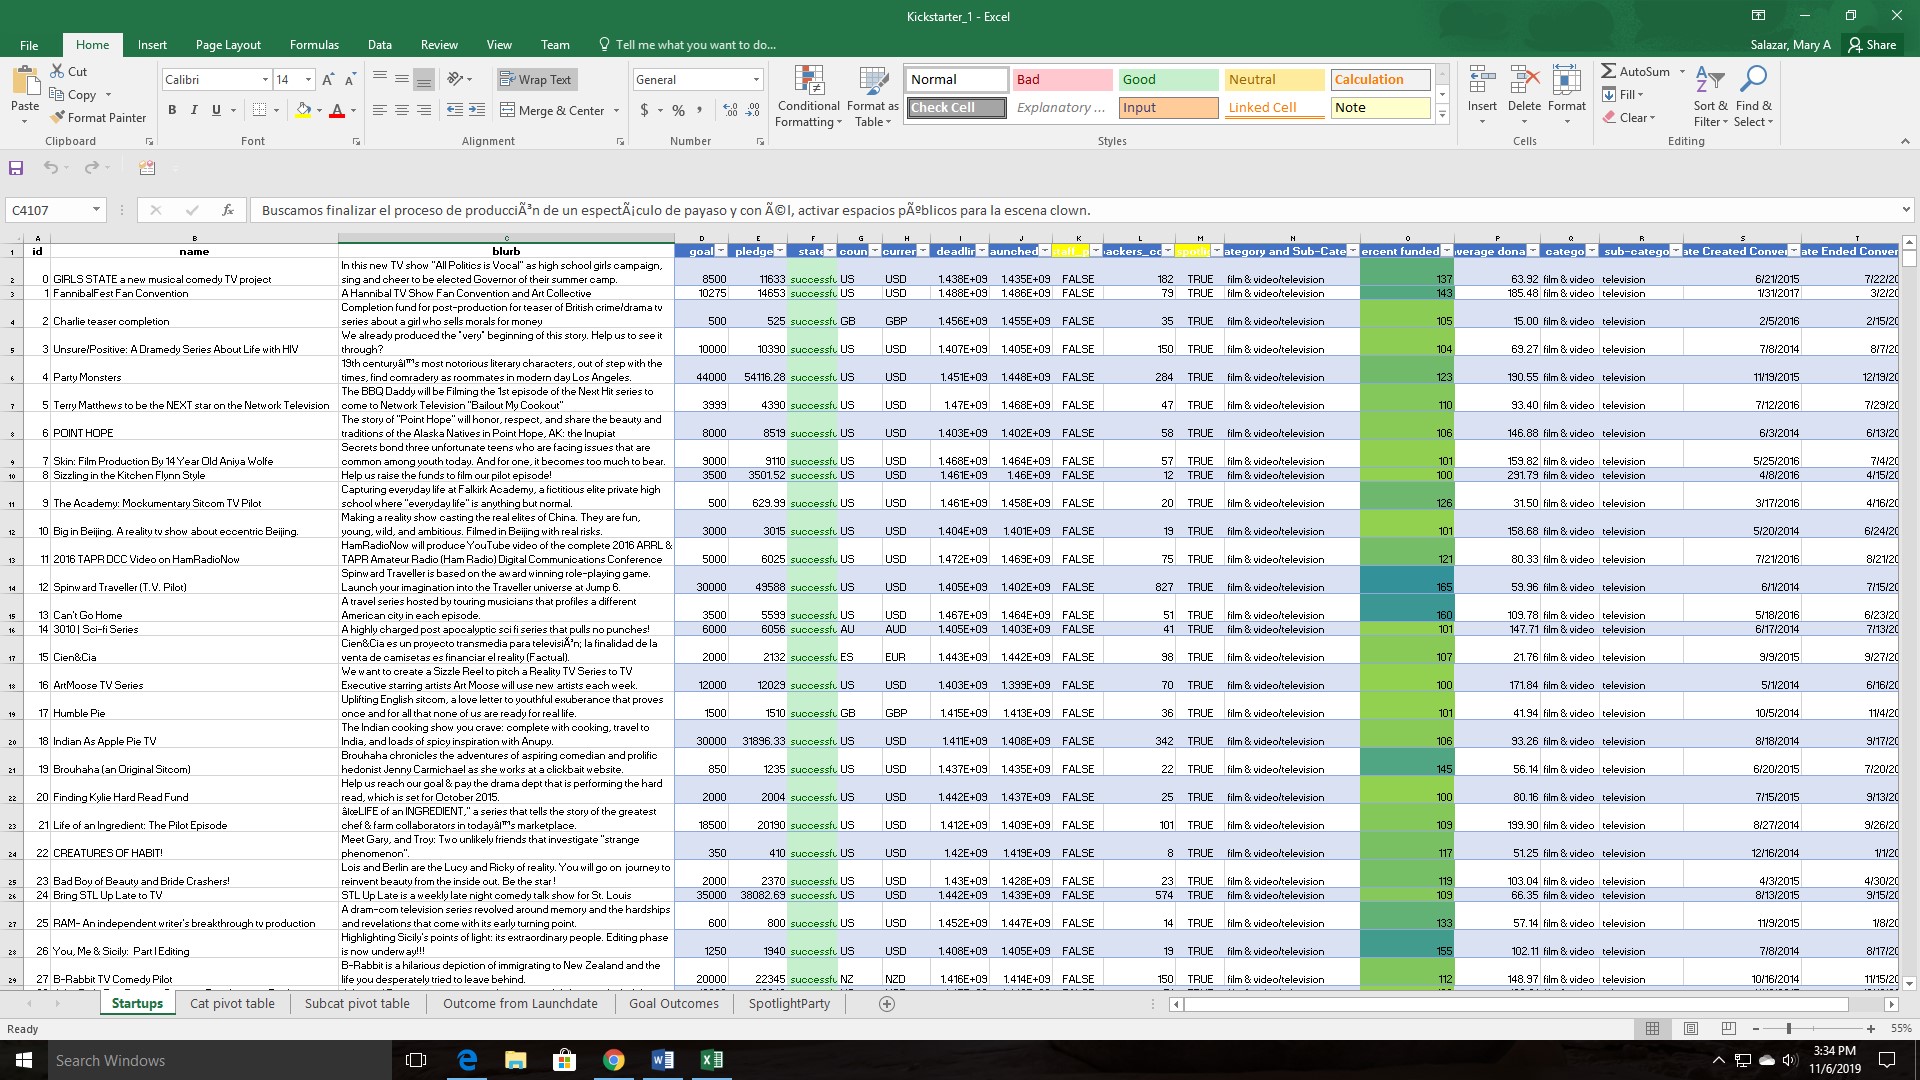 Kickstarter_1 - Excel
File Home Insert Page Layout Formulas Data Review View Team Tell me what you want to do... Salazar, Mary A Share
Cut
Copy
Format Painter
Paste
Calibri 14
Wrap Text
Merge & Center
General
Conditional Formatting
Format as Table
Normal Bad Good Neutral Calculation
Check Cell Explanatory ... Input Linked Cell Note
Insert Delete Format
AutoSum
Fill
Clear
Sort & Filter
Find & Select
Clipboard Font Alignment Number Styles Cells Editing
C4107 Buscamos finalizar el proceso de producciÃ³n de un espectÃ¡culo de payaso y con Ã©l, activar espacios pÃºblicos para la escena clown.
A B C D E F G H I J K L M N O P Q R S T
1 id name blurb goal pledge state coun curren deadlin aunched backers_co ategory and Sub-Cate ercent funded verage dona catego sub-catego ate Created Conver ate Ended Conver
2 0 GIRLS STATE a new musical comedy TV project In this new TV show "All Politics is Vocal" as high school girls campaign, sing and cheer to be elected Governor of their summer camp. 8500 11633 successfu US USD 1.438E+09 1.435E+09 FALSE 182 TRUE film & video/television 137 63.92 film & video television 6/21/2015 7/22/20
3 1 FannibalFest Fan Convention A Hannibal TV Show Fan Convention and Art Collective 10275 14653 successfu US USD 1.488E+09 1.486E+09 FALSE 79 TRUE film & video/television 143 185.48 film & video television 1/31/2017 3/2/20
4 2 Charlie teaser completion Completion fund for post-production for teaser of British crime/drama tv series about a girl who sells morals for money 500 525 successfu GB GBP 1.456E+09 1.455E+09 FALSE 35 TRUE film & video/television 105 15.00 film & video television 2/5/2016 2/15/20
5 3 Unsure/Positive: A Dramedy Series About Life with HIV We already produced the *very* beginning of this story. Help us to see it through? 10000 10390 successfu US USD 1.407E+09 1.405E+09 FALSE 150 TRUE film & video/television 104 69.27 film & video television 7/8/2014 8/7/20
6 4 Party Monsters 19th centuryâ€™s most notorious literary characters, out of step with the times, find comradery as roommates in modern day Los Angeles. 44000 54116.28 successfu US USD 1.451E+09 1.448E+09 FALSE 284 TRUE film & video/television 123 190.55 film & video television 11/19/2015 12/19/20
7 5 Terry Matthews to be the NEXT star on the Network Television The BBQ Daddy will be Filming the 1st episode of the Next Hit series to come to Network Television "Bailout My Cookout" 3999 4390 successfu US USD 1.47E+09 1.468E+09 FALSE 47 TRUE film & video/television 110 93.40 film & video television 7/12/2016 7/29/20
8 6 POINT HOPE The story of "Point Hope" will honor, respect, and share the beauty and traditions of the Alaska Natives in Point Hope, AK: the Inupiat 8000 8519 successfu US USD 1.403E+09 1.402E+09 FALSE 58 TRUE film & video/television 106 146.88 film & video television 6/3/2014 6/13/20
9 7 Skin: Film Production By 14 Year Old Aniya Wolfe Secrets bond three unfortunate teens who are facing issues that are common among youth today. And for one, it becomes too much to bear. 9000 9110 successfu US USD 1.468E+09 1.464E+09 FALSE 57 TRUE film & video/television 101 159.82 film & video television 5/25/2016 7/4/20
10 8 Sizzling in the Kitchen Flynn Style Help us raise the funds to film our pilot episode! 3500 3501.52 successfu US USD 1.461E+09 1.46E+09 FALSE 12 TRUE film & video/television 100 291.79 film & video television 4/8/2016 4/15/20
11 9 The Academy: Mockumentary Sitcom TV Pilot Capturing everyday life at Falkirk Academy, a fictitious elite private high school where "everyday life" is anything but normal. 500 629.99 successfu US USD 1.461E+09 1.458E+09 FALSE 20 TRUE film & video/television 126 31.50 film & video television 3/17/2016 4/16/20
12 10 Big in Beijing. A reality tv show about eccentric Beijing. Making a reality show casting the real elites of China. They are fun, young, wild, and ambitious. Filmed in Beijing with real risks. 3000 3015 successfu US USD 1.404E+09 1.401E+09 FALSE 19 TRUE film & video/television 101 158.68 film & video television 5/20/2014 6/24/20
13 11 2016 TAPR DCC Video on HamRadioNow HamRadioNow will produce YouTube video of the complete 2016 ARRL & TAPR Amateur Radio (Ham Radio) Digital Communications Conference 5000 6025 successfu US USD 1.472E+09 1.469E+09 FALSE 75 TRUE film & video/television 121 80.33 film & video television 7/21/2016 8/21/20
14 12 Spinward Traveller (T.V. Pilot) Spinward Traveller is based on the award winning role-playing game. Launch your imagination into the Traveller universe at Jump 6. 30000 49588 successfu US USD 1.405E+09 1.402E+09 FALSE 827 TRUE film & video/television 165 59.96 film & video television 6/1/2014 7/15/20
15 13 Can't Go Home A travel series hosted by touring musicians that profiles a different American city in each episode. 3500 5599 successfu US USD 1.467E+09 1.464E+09 FALSE 51 TRUE film & video/television 160 109.78 film & video television 5/18/2016 6/23/20
16 14 3010 | Sci-fi Series A highly charged post apocalyptic sci fi series that pulls no punches! 6000 6056 successfu AU AUD 1.405E+09 1.403E+09 FALSE 41 TRUE film & video/television 101 147.71 film & video television 6/17/2014 7/13/20
17 15 Cien&Cia Cien&Cia es un proyecto transmedia para televisiÃ³n; la finalidad de la venta de camisetas es financiar el reality (Factual). 2000 2132 successfu ES EUR 1.443E+09 1.442E+09 FALSE 98 TRUE film & video/television 107 21.76 film & video television 9/9/2015 9/27/20
18 16 ArtMoose TV Series We want to create a Sizzle Reel to pitch a Reality TV Series to TV Executive starring artists Art Moose will use new artists each week. 12000 12029 successfu US USD 1.403E+09 1.399E+09 FALSE 70 TRUE film & video/television 100 171.84 film & video television 5/1/2014 6/16/20
19 17 Humble Pie Uplifting English sitcom, a love letter to youthful exuberance that proves once and for all that none of us are ready for real life. 1500 1510 successfu GB GBP 1.415E+09 1.413E+09 FALSE 36 TRUE film & video/television 101 41.94 film & video television 10/5/2014 11/4/20
20 18 Indian As Apple Pie TV The Indian cooking show you crave: complete with cooking, travel to India, and loads of spicy inspiration with Anupy. 30000 31896.33 successfu US USD 1.411E+09 1.408E+09 FALSE 342 TRUE film & video/television 106 93.26 film & video television 8/18/2014 9/17/20
21 19 Brouhaha (an Original Sitcom) Brouhaha chronicles the adventures of aspiring comedian and prolific hedonist Jenny Carmichael as she works at a clickbait website. 850 1235 successfu US USD 1.437E+09 1.435E+09 FALSE 22 TRUE film & video/television 145 56.14 film & video television 6/20/2015 7/20/20
22 20 Finding Kylie Hard Read Fund Help us reach our goal & pay the drama dept that is performing the hard read, which is set for October 2015. 2000 2004 successfu US USD 1.442E+09 1.437E+09 FALSE 25 TRUE film & video/television 100 80.16 film & video television 7/15/2015 9/13/20
23 21 Life of an Ingredient: The Pilot Episode âœLIFE of an INGREDIENT," a series that tells the story of the greatest chef & farm collaborators in todayâ€™s marketplace. 18500 20190 successfu US USD 1.412E+09 1.409E+09 FALSE 101 TRUE film & video/television 109 199.90 film & video television 8/27/2014 9/26/20
24 22 CREATURES OF HABIT! Meet Gary, and Troy: Two unlikely friends that investigate "strange phenomenon". 350 410 successfu US USD 1.42E+09 1.419E+09 FALSE 8 TRUE film & video/television 117 51.25 film & video television 12/16/2014 1/1/20
25 23 Bad Boy of Beauty and Bride Crashers! Lois and Berlin are the Lucy and Ricky of reality. You will go on journey to reinvent beauty from the inside out. Be the star ! 2000 2370 successfu US USD 1.43E+09 1.428E+09 FALSE 23 TRUE film & video/television 119 103.04 film & video television 4/3/2015 4/30/20
26 24 Bring STL Up Late to TV STL Up Late is a weekly late night comedy talk show for St. Louis 35000 38082.69 successfu US USD 1.442E+09 1.439E+09 FALSE 574 TRUE film & video/television 109 66.35 film & video television 8/13/2015 9/15/20
27 25 RAM- An independent writer's breakthrough tv production A dram-com television series revolved around memory and the hardships and revelations that come with its early turning point. 600 800 successfu US USD 1.452E+09 1.447E+09 FALSE 14 TRUE film & video/television 133 57.14 film & video television 11/9/2015 1/8/20
28 26 You, Me & Sicily: Part I Editing Highlighting Sicily's points of light: its extraordinary people. Editing phase is now underway!!! 1250 1940 successfu US USD 1.408E+09 1.405E+09 FALSE 19 TRUE film & video/television 155 102.11 film & video television 7/8/2014 8/17/20
29 27 B-Rabbit TV Comedy Pilot B-Rabbit is a hilarious depiction of immigrating to New Zealand and the life you desperately tried to leave behind. 20000 22345 successfu NZ NZD 1.416E+09 1.414E+09 FALSE 150 TRUE film & video/television 112 148.97 film & video television 10/16/2014 11/15/20
Startups Cat pivot table Subcat pivot table Outcome from Launchdate Goal Outcomes SpotlightParty
Ready 55%
Search Windows 3:34 PM
11/6/2019